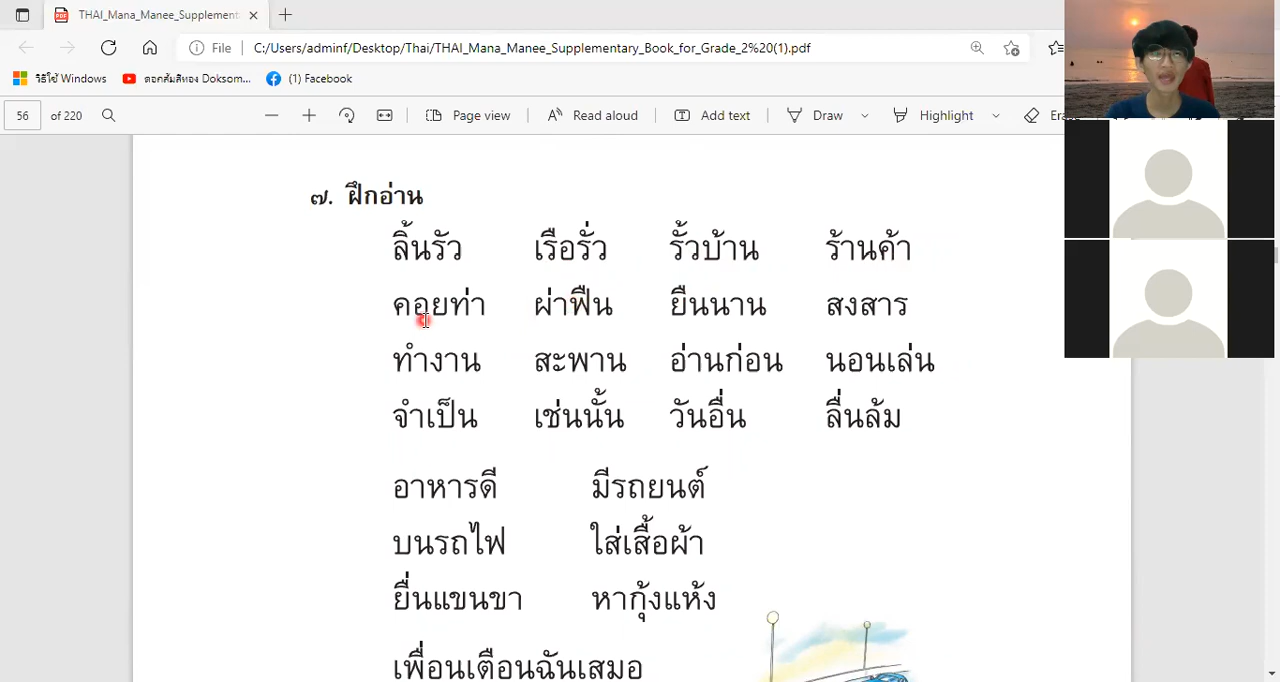 THAI_Mana_Manee_Supplement
File C:/Users/adminf/Desktop/Thai/THAI_Mana_Manee_Supplementary_Book_for_Grade_2%20(1).pdf
วิธีใช้ Windows ดอกส้มสีทอง Doksom... (1) Facebook
56 of 220 Page view Read aloud Add text Draw Highlight Era
๗. ฝึกอ่าน
ลิ้นรัว เรือรั่ว รั้วบ้าน ร้านค้า
คอยท่า ผ่าฟืน ยืนนาน สงสาร
ทำงาน สะพาน อ่านก่อน นอนเล่น
จำเป็น เช่นนั้น วันอื่น ลื่นล้ม
อาหารดี มีรถยนต์
บนรถไฟ ใส่เสื้อผ้า
ยื่นแขนขา หากุ้งแห้ง
เพื่อนเตือนฉันเสมอ